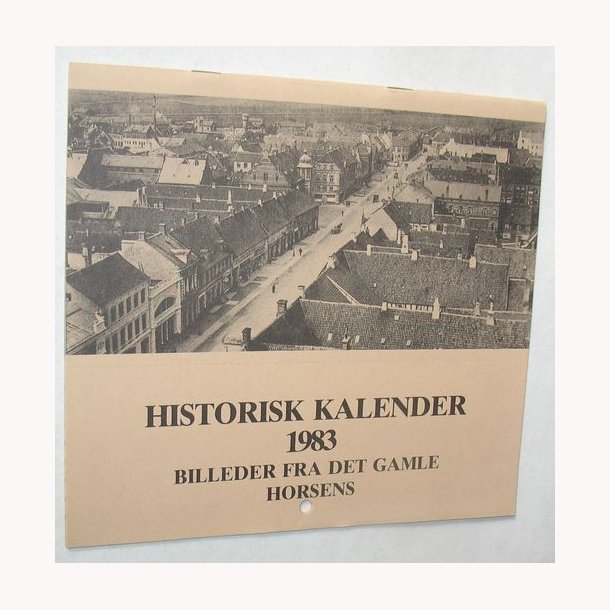 HISTORISK KALENDER
1983
BILLEDER FRA DET GAMLE
HORSENS